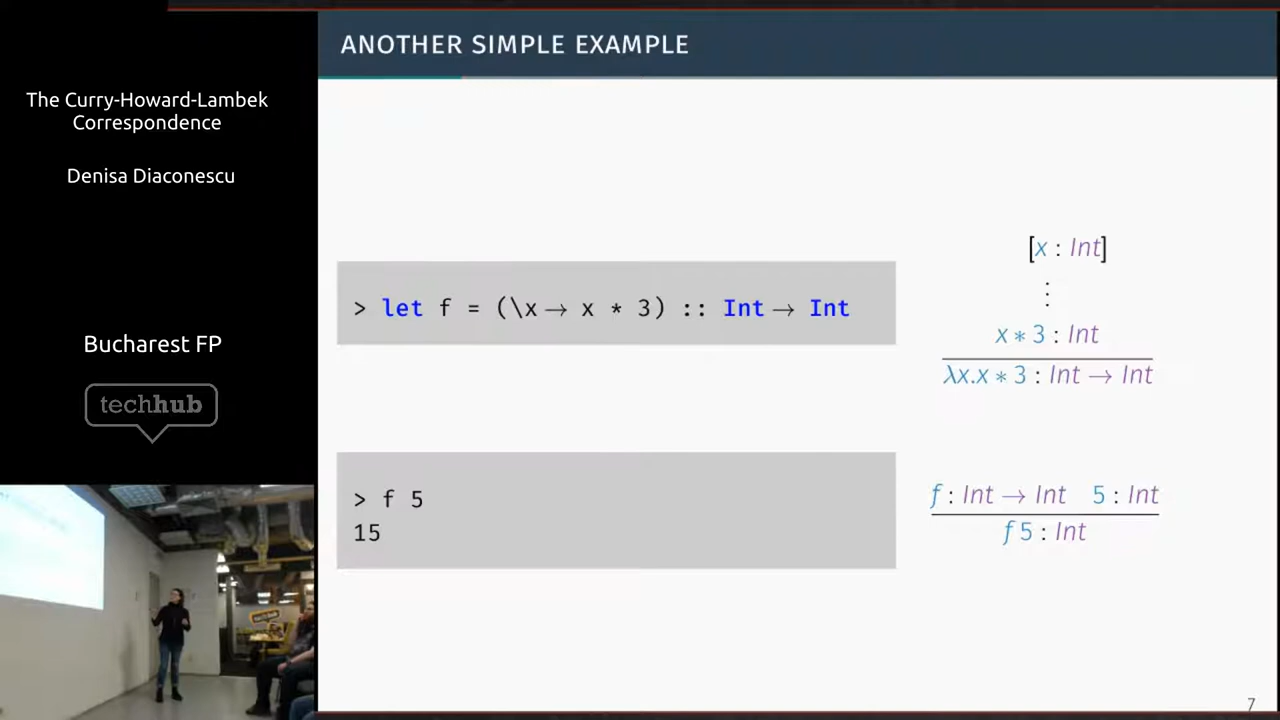 The Curry-Howard-Lambek
Correspondence
Denisa Diaconescu
Bucharest FP
techhub
ANOTHER SIMPLE EXAMPLE
> let f = (\x → x * 3) :: Int → Int
[x : Int]
⋮
x * 3 : Int
λx.x * 3 : Int → Int
> f 5
15
f : Int → Int 5 : Int
f 5 : Int
7